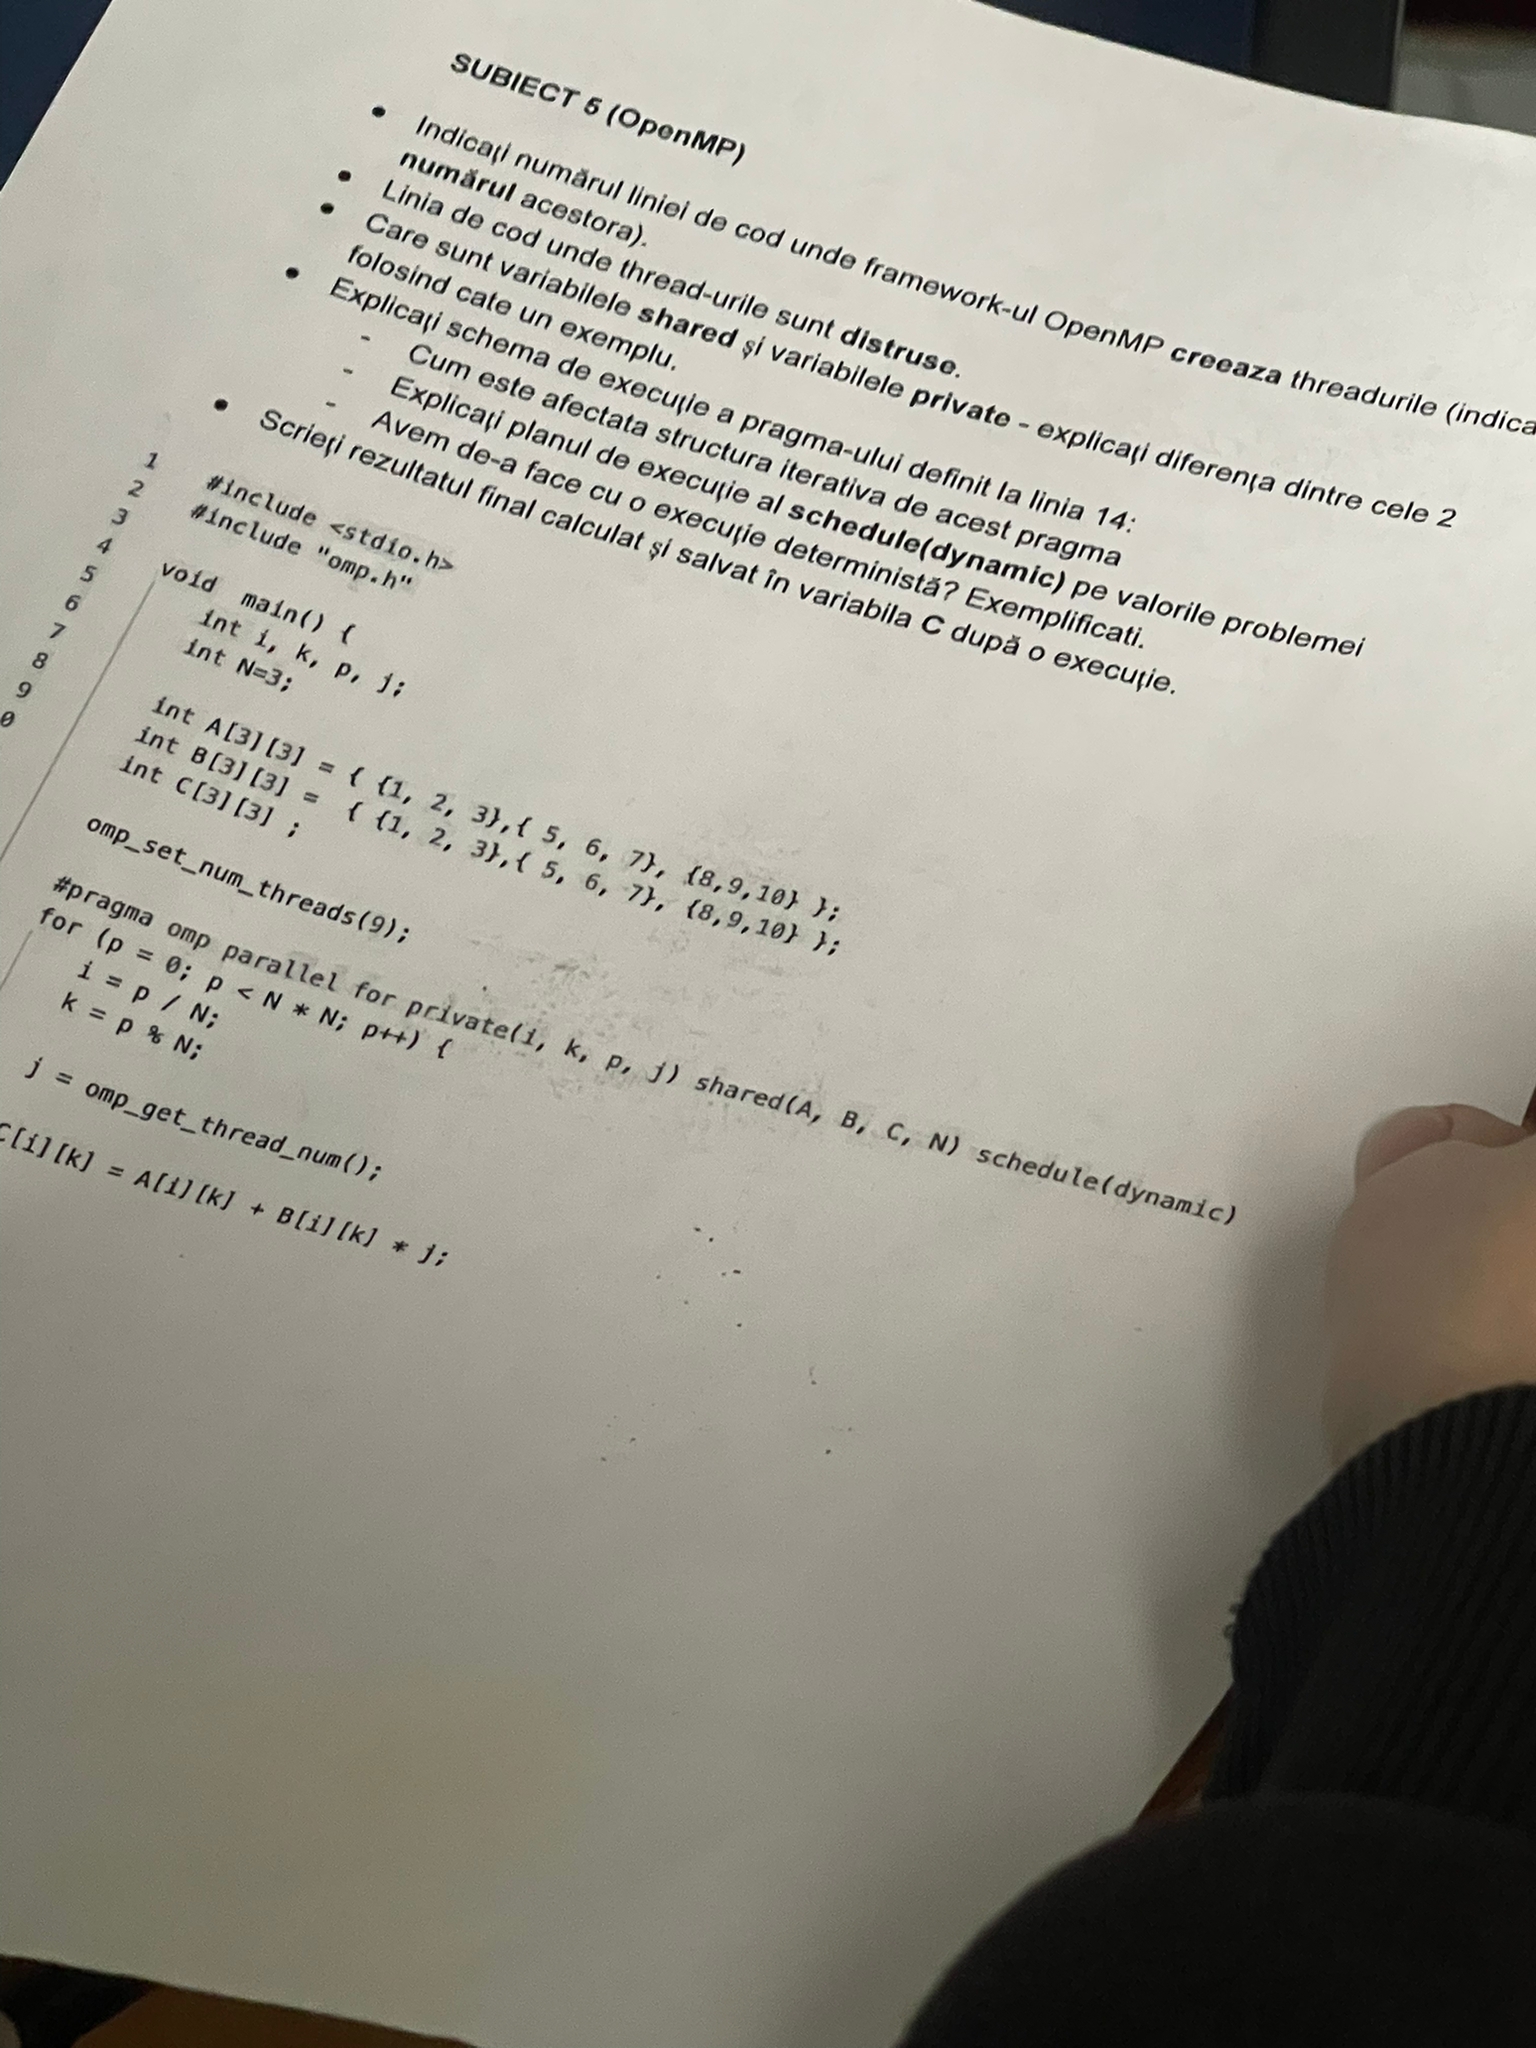 SUBIECT 5 (OpenMP)
• Indicați numărul liniei de cod unde framework-ul OpenMP creeaza threadurile (indica
numărul acestora).
• Linia de cod unde thread-urile sunt distruse.
• Care sunt variabilele shared și variabilele private - explicați diferența dintre cele 2
folosind cate un exemplu.
• Explicați schema de execuție a pragma-ului definit la linia 14:
- Cum este afectata structura iterativa de acest pragma
- Explicați planul de execuție al schedule(dynamic) pe valorile problemei
- Avem de-a face cu o execuție deterministă? Exemplificati.
• Scrieți rezultatul final calculat și salvat în variabila C după o execuție.
1 #include <stdio.h>
2 #include "omp.h"
3
4 void main() {
5 int i, k, p, j;
6 int N=3;
7
8 int A[3][3] = { {1, 2, 3},{ 5, 6, 7}, {8,9,10} };
9 int B[3][3] = { {1, 2, 3},{ 5, 6, 7}, {8,9,10} };
0 int C[3][3] ;
omp_set_num_threads(9);
#pragma omp parallel for private(i, k, p, j) shared(A, B, C, N) schedule(dynamic)
for (p = 0; p < N * N; p++) {
i = p / N;
k = p % N;
j = omp_get_thread_num();
C[i][k] = A[i][k] + B[i][k] * j;